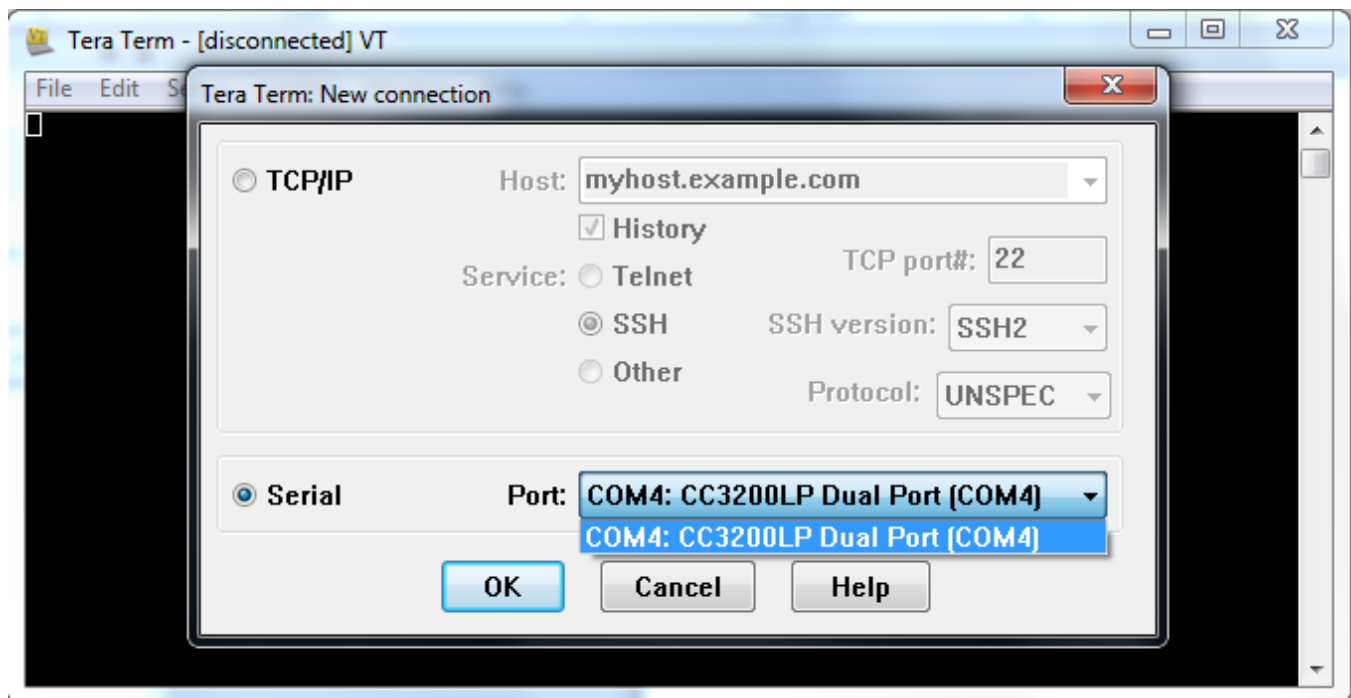 Tera Term - [disconnected] VT
File Edit
Tera Term: New connection
TCP/IP Host: myhost.example.com
History
Service: Telnet TCP port#: 22
SSH SSH version: SSH2
Other Protocol: UNSPEC
Serial Port: COM4: CC3200LP Dual Port (COM4)
COM4: CC3200LP Dual Port (COM4)
OK Cancel Help